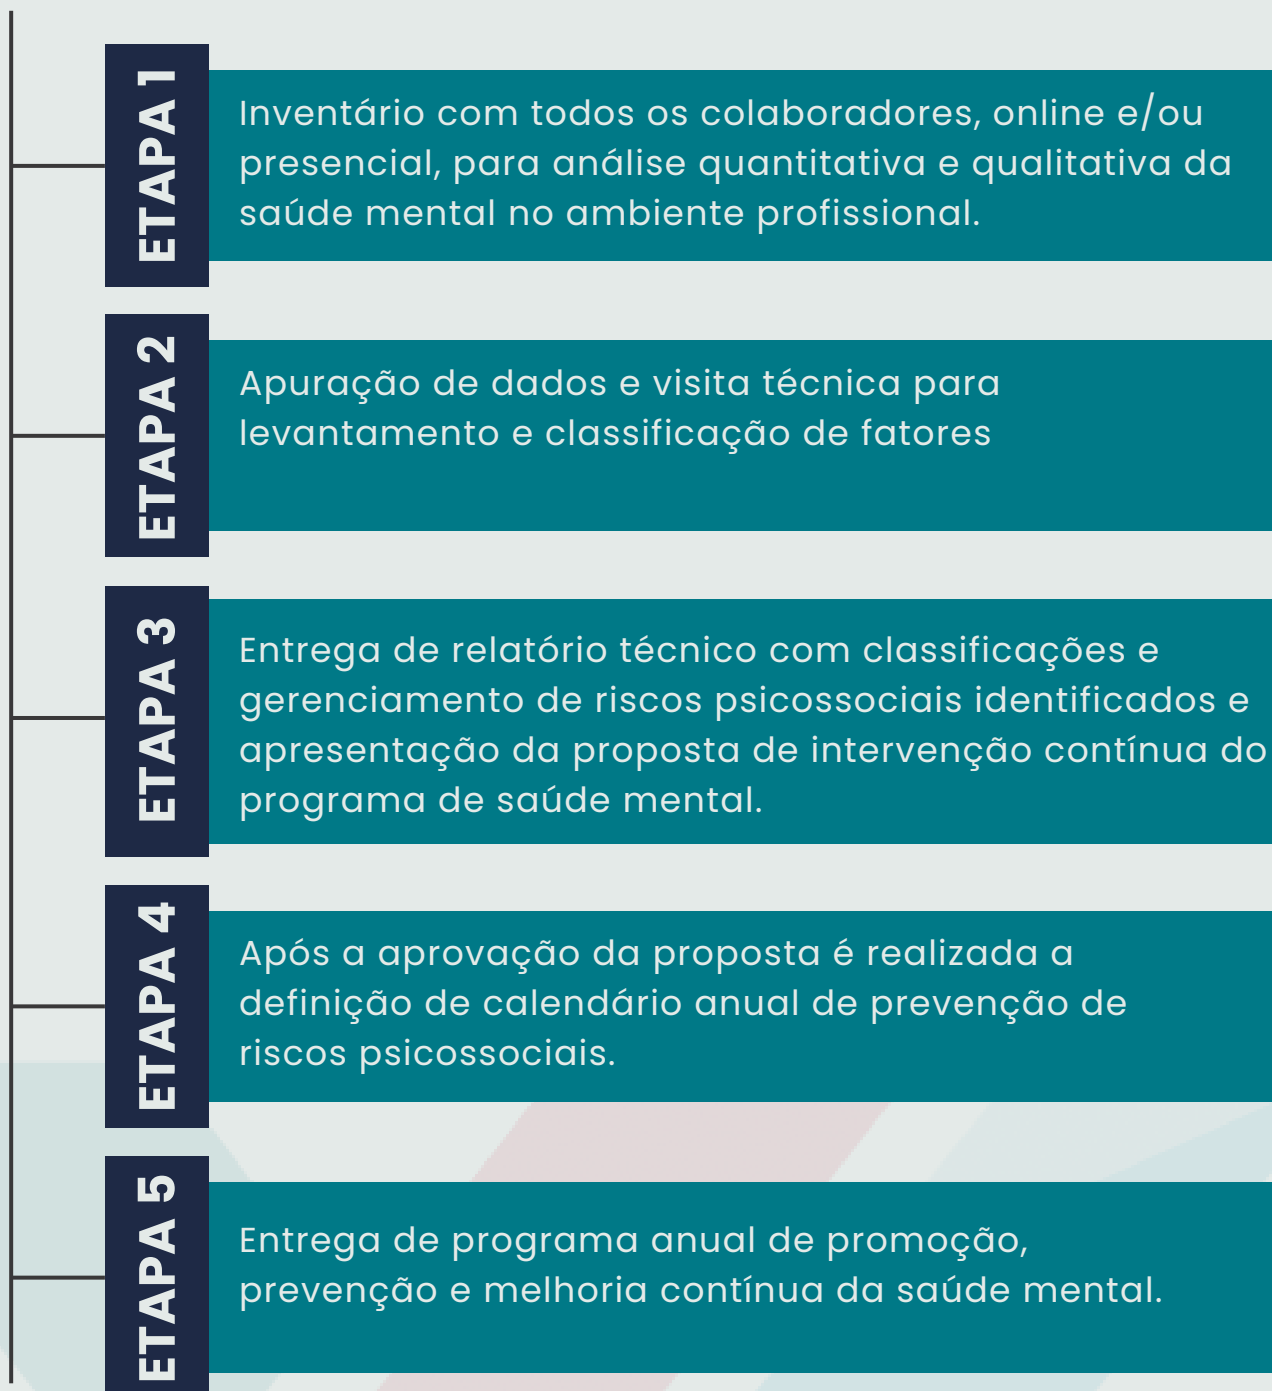 ETAPA 1
Inventário com todos os colaboradores, online e/ou
presencial, para análise quantitativa e qualitativa da
saúde mental no ambiente profissional.
ETAPA 2
Apuração de dados e visita técnica para
levantamento e classificação de fatores
ETAPA 3
Entrega de relatório técnico com classificações e
gerenciamento de riscos psicossociais identificados e
apresentação da proposta de intervenção contínua do
programa de saúde mental.
ETAPA 4
Após a aprovação da proposta é realizada a
definição de calendário anual de prevenção de
riscos psicossociais.
ETAPA 5
Entrega de programa anual de promoção,
prevenção e melhoria contínua da saúde mental.